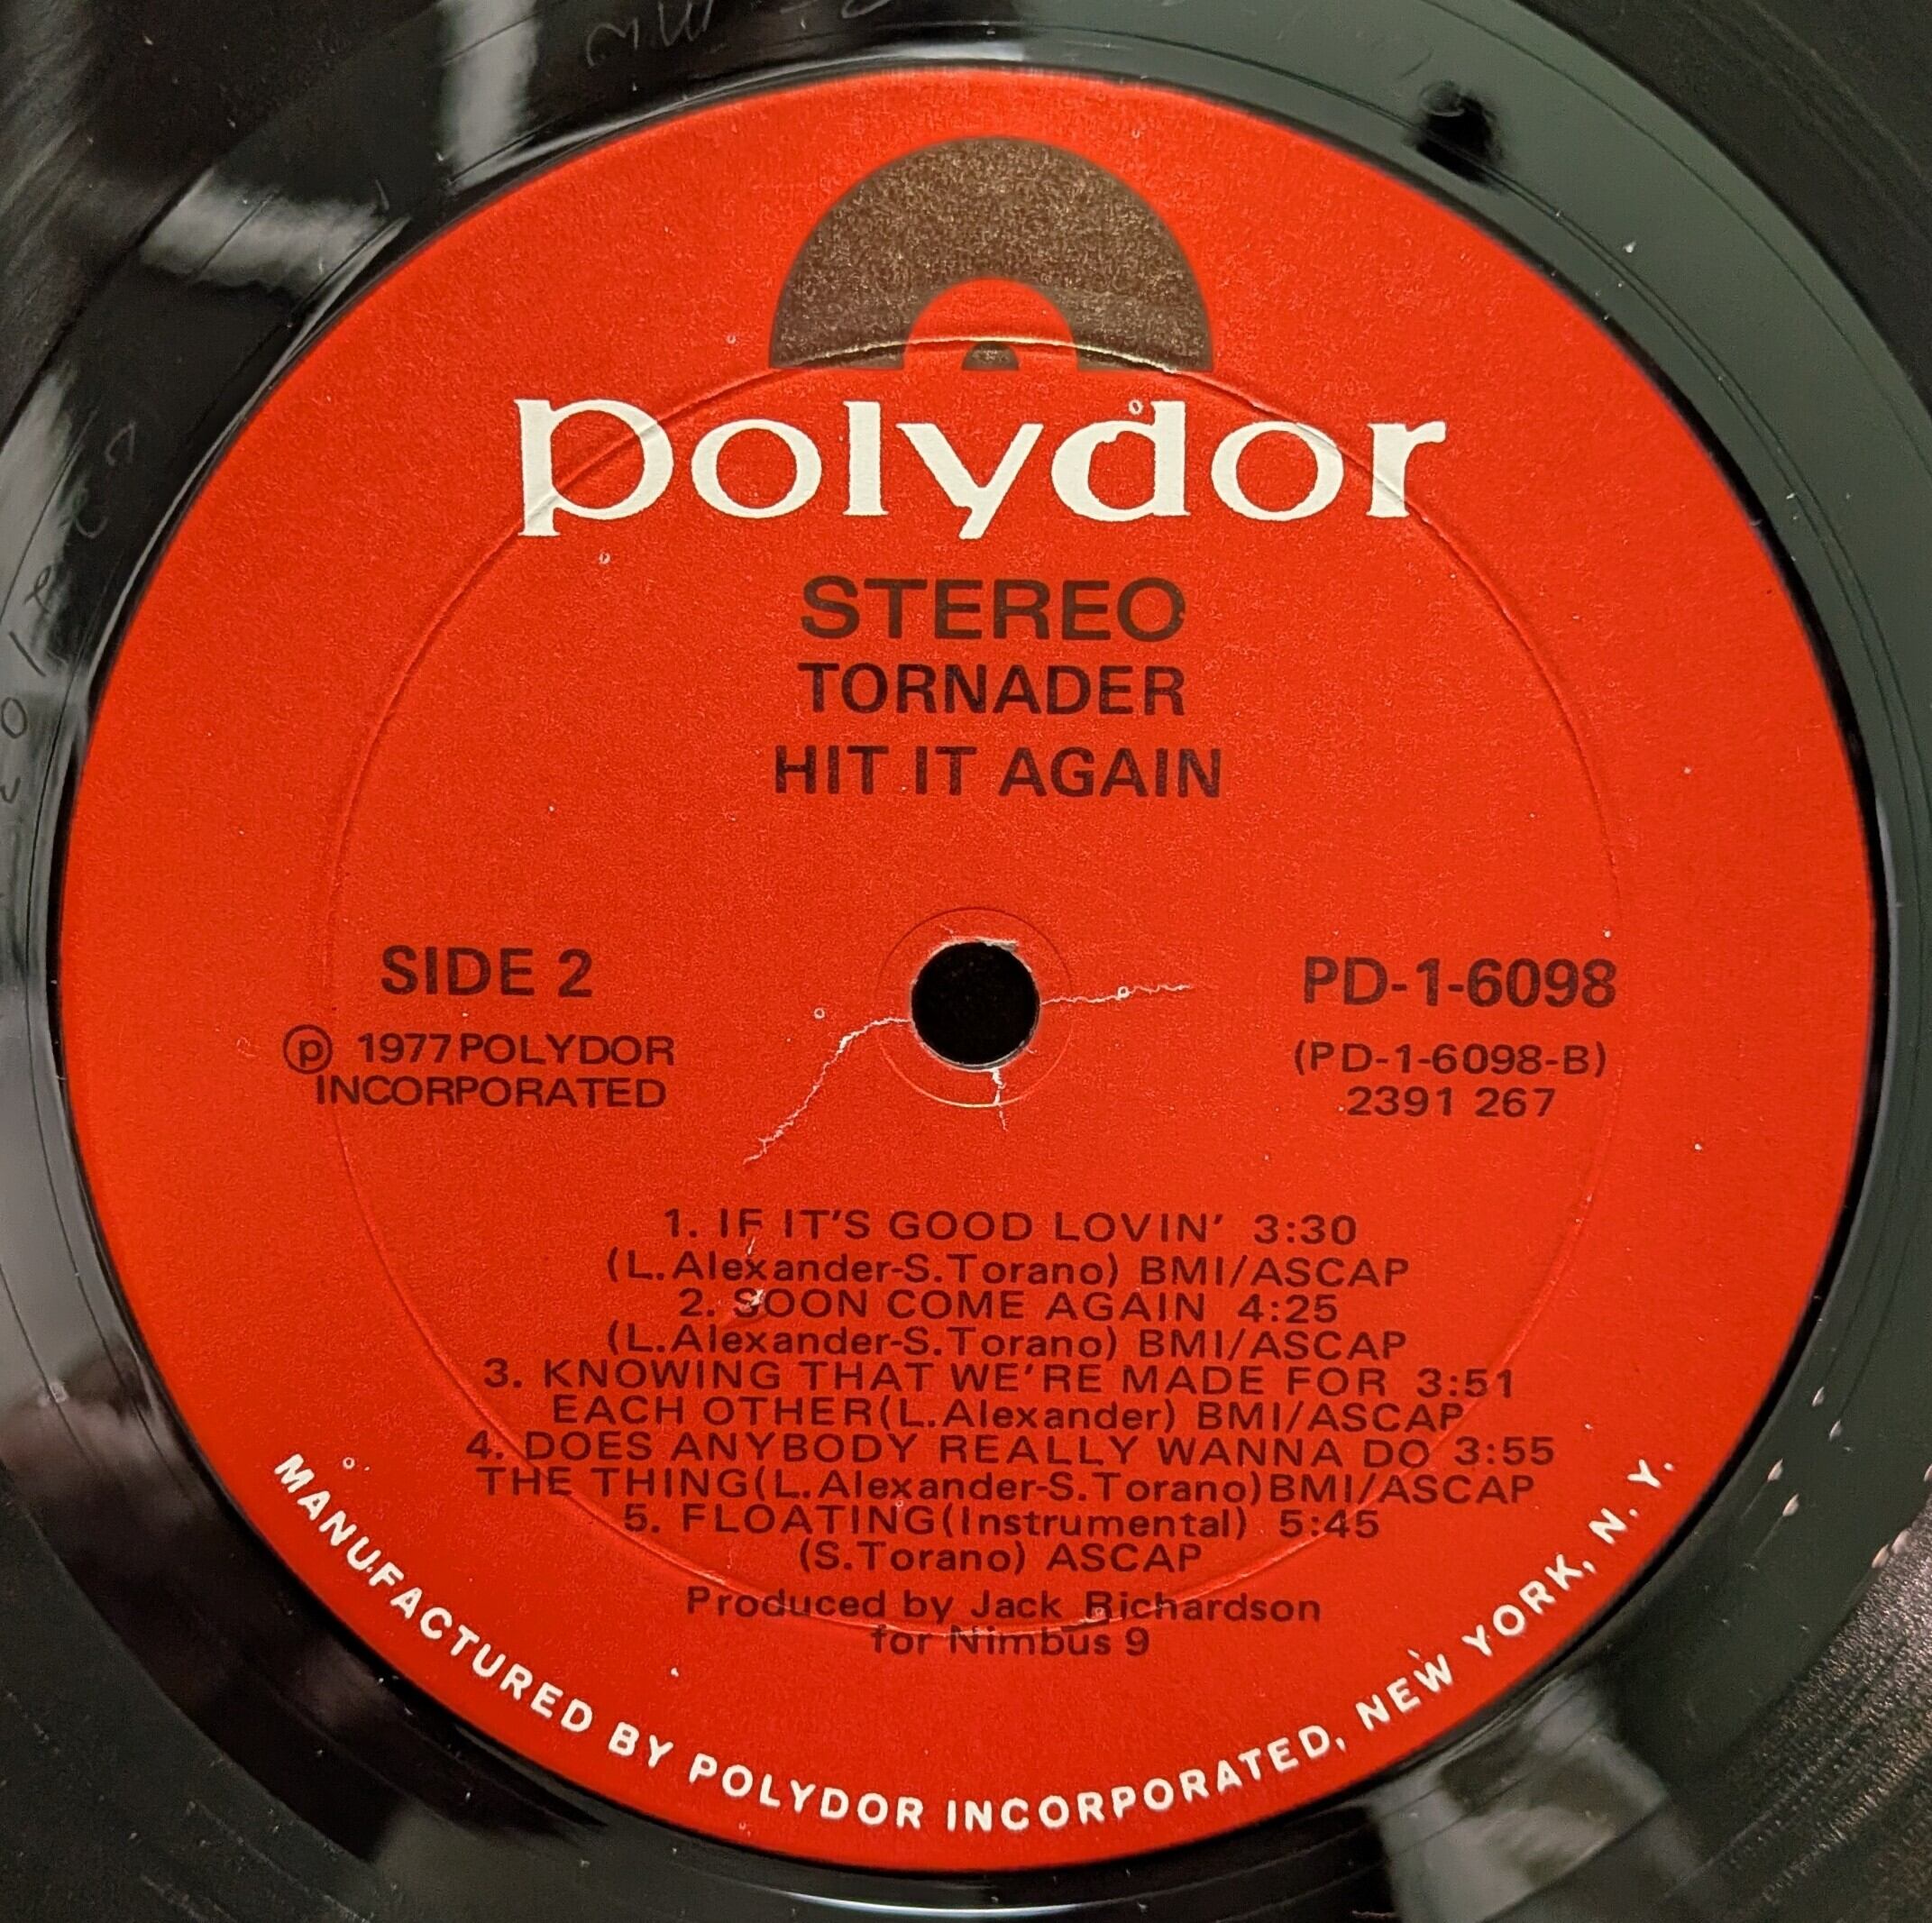 polydor
STEREO
TORNADER
HIT IT AGAIN
SIDE 2
Ⓟ 1977 POLYDOR
INCORPORATED
PD-1-6098
(PD-1-6098-B)
2391 267
1. IF IT'S GOOD LOVIN' 3:30
(L.Alexander-S.Torano) BMI/ASCAP
2. SOON COME AGAIN 4:25
(L.Alexander-S.Torano) BMI/ASCAP
3. KNOWING THAT WE'RE MADE FOR 3:51
EACH OTHER(L.Alexander) BMI/ASCAP
4. DOES ANYBODY REALLY WANNA DO 3:55
THE THING(L.Alexander-S.Torano)BMI/ASCAP
5. FLOATING(Instrumental) 5:45
(S.Torano) ASCAP
Produced by Jack Richardson
for Nimbus 9
MANUFACTURED BY POLYDOR INCORPORATED, NEW YORK, N. Y.